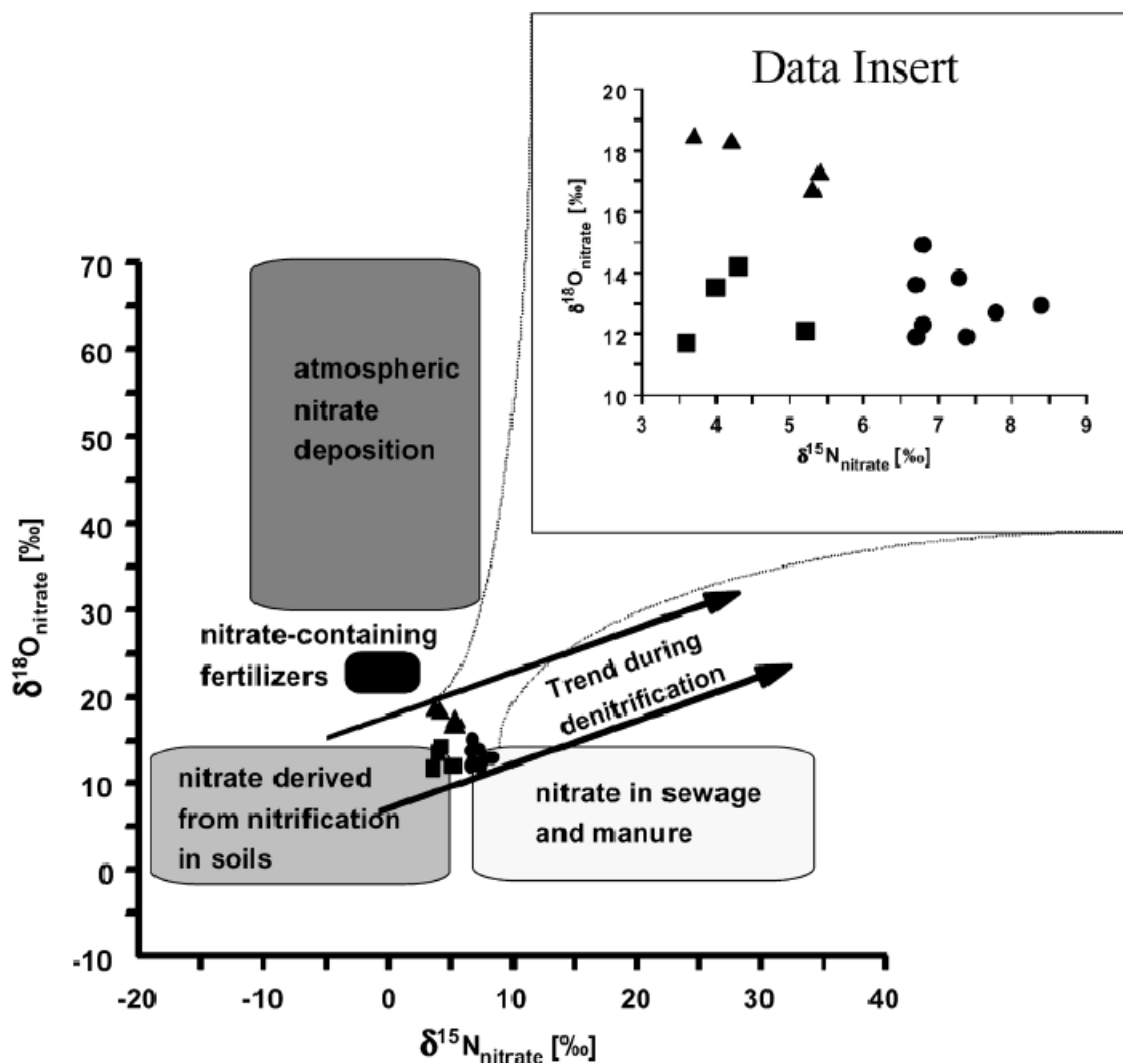 Data Insert
20
18
16
14
12
10
δ18Onitrate [‰]
3 4 5 6 7 8 9
δ15Nnitrate [‰]
70
60
50
40
30
20
10
0
-10
δ18Onitrate [‰]
atmospheric
nitrate
deposition
nitrate-containing
fertilizers
Trend during
denitrification
nitrate derived
from nitrification
in soils
nitrate in sewage
and manure
-20 -10 0 10 20 30 40
δ15Nnitrate [‰]